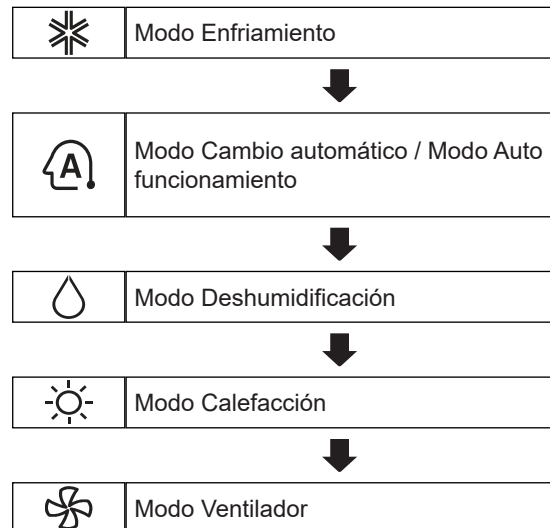 Modo Enfriamiento
A
Modo Cambio automático / Modo Auto
funcionamiento
Modo Deshumidificación
Modo Calefacción
Modo Ventilador